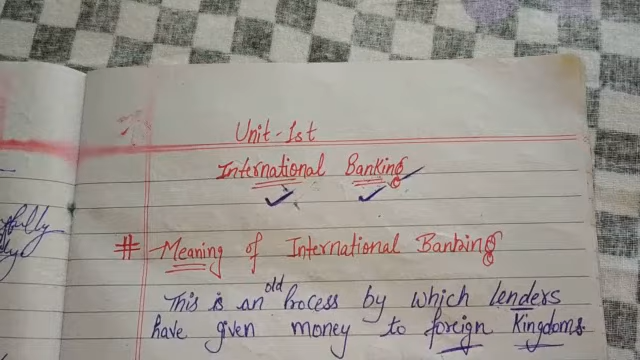 Unit-1st
International Banking
# Meaning of International Banking
This is an old Process by which lenders
have given money to foreign Kingdoms.